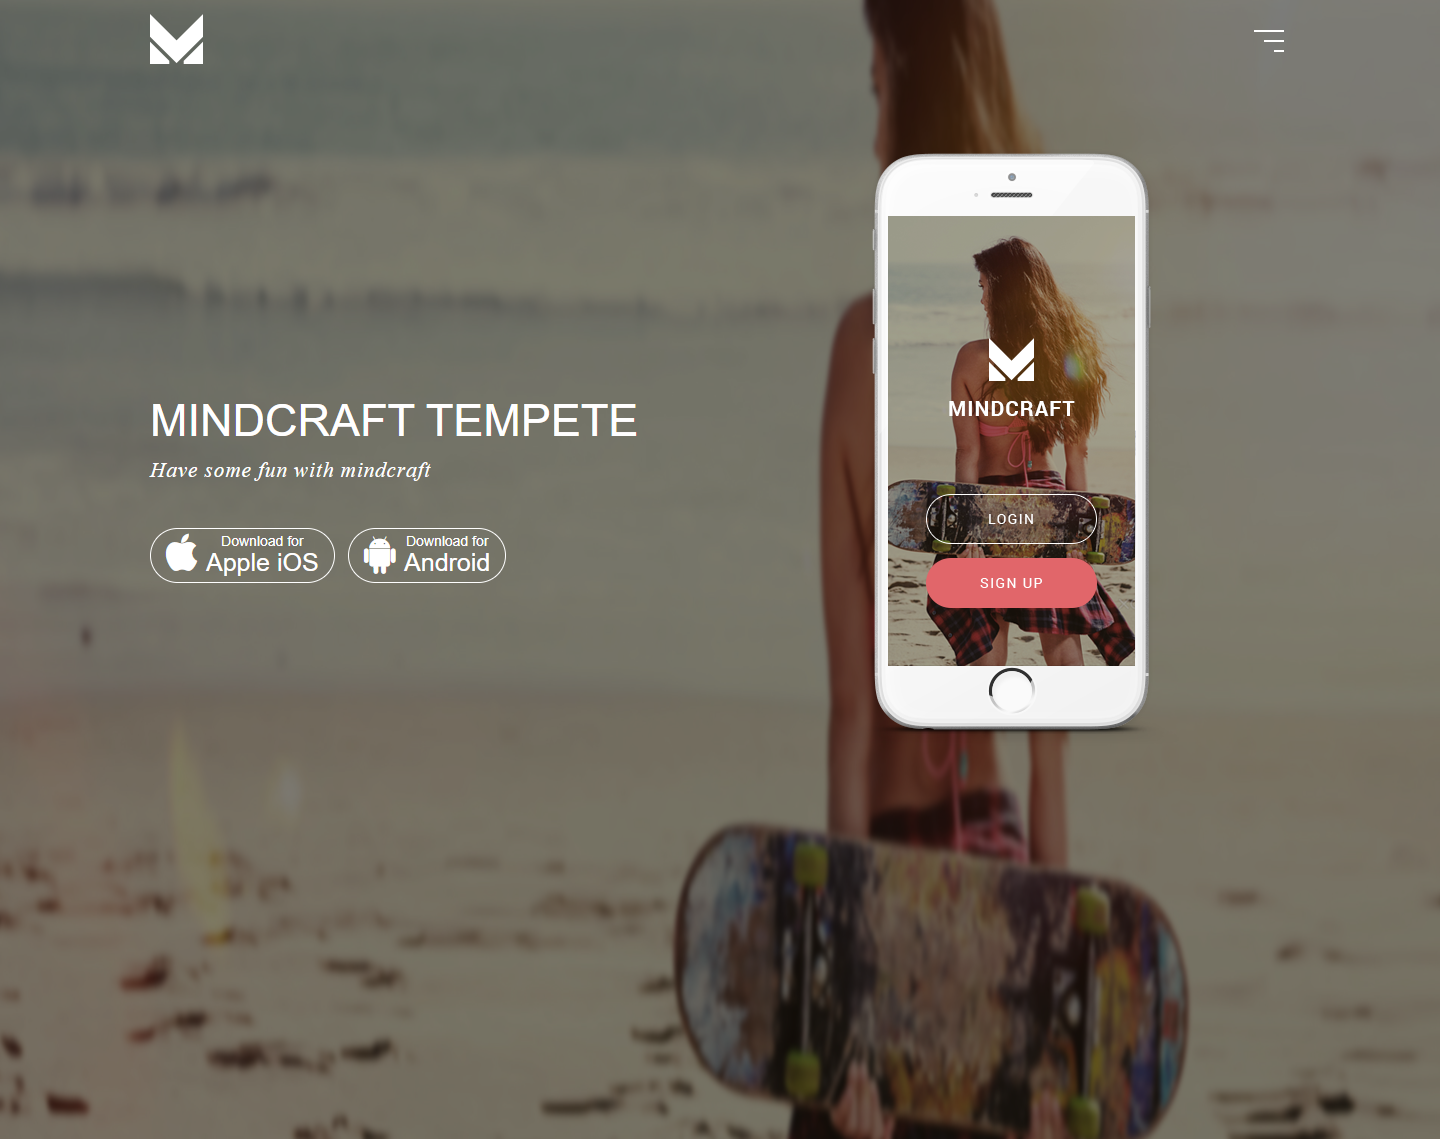 MINDCRAFT TEMPETE
Have some fun with mindcraft
Download for
Apple iOS
Download for
Android
MINDCRAFT
LOGIN
SIGN UP